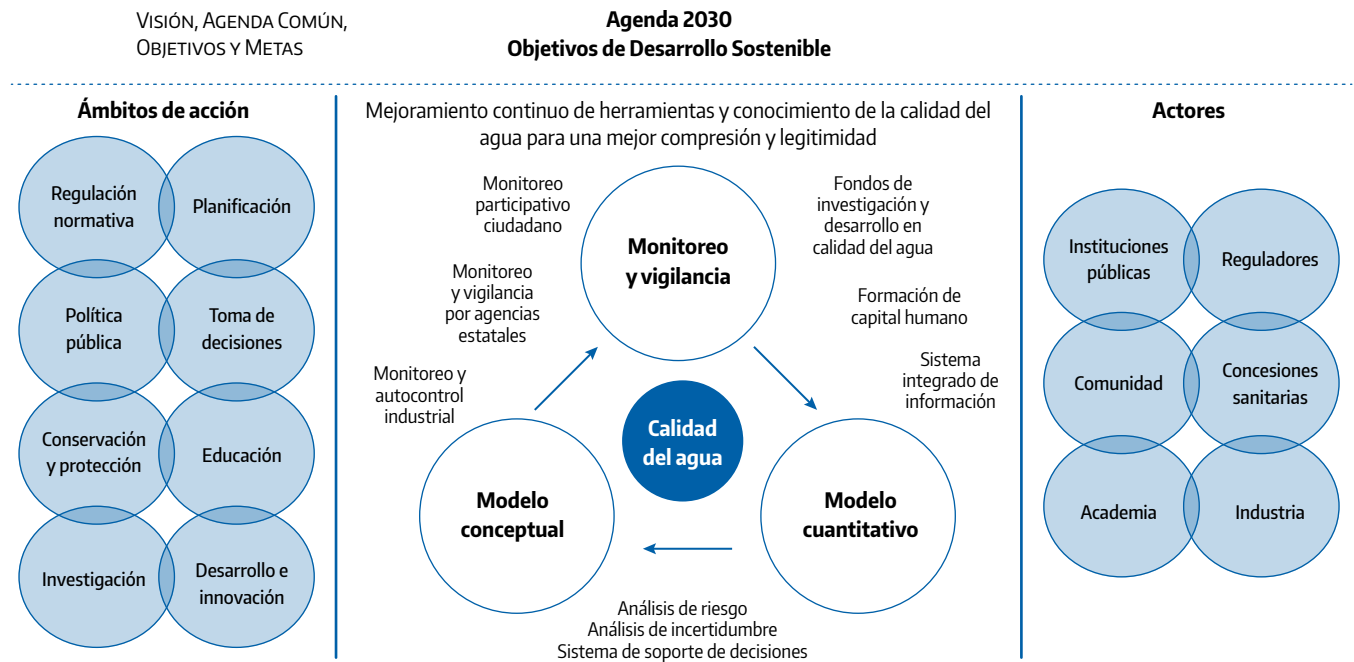 Visión, Agenda Común,
Objetivos y Metas
Agenda 2030
Objetivos de Desarrollo Sostenible
Ámbitos de acción
Regulación
normativa
Planificación
Política
pública
Toma de
decisiones
Conservación
y protección
Educación
Investigación
Desarrollo e
innovación
Mejoramiento continuo de herramientas y conocimiento de la calidad del
agua para una mejor compresión y legitimidad
Monitoreo
participativo
ciudadano
Monitoreo
y vigilancia
por agencias
estatales
Monitoreo y
autocontrol
industrial
Monitoreo
y vigilancia
Fondos de
investigación y
desarrollo en
calidad del agua
Formación de
capital humano
Sistema
integrado de
información
Calidad
del agua
Modelo
conceptual
Modelo
cuantitativo
Análisis de riesgo
Análisis de incertidumbre
Sistema de soporte de decisiones
Actores
Instituciones
públicas
Reguladores
Comunidad
Concesiones
sanitarias
Academia
Industria